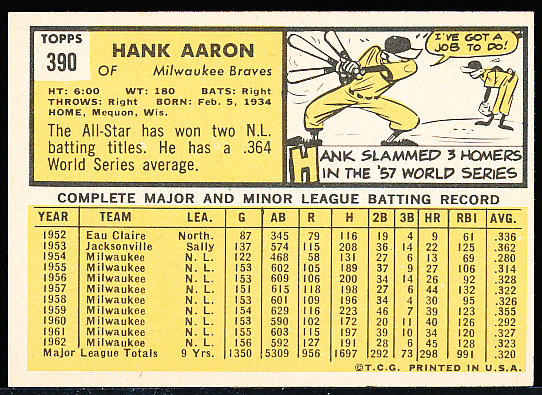 TOPPS
390
HANK AARON
OF Milwaukee Braves
HT: 6:00 WT: 180 BATS: Right
THROWS: Right BORN: Feb. 5, 1934
HOME, Mequon, Wis.
The All-Star has won two N.L.
batting titles. He has a .364
World Series average.
I'VE GOT A
JOB TO DO!
HANK SLAMMED 3 HOMERS
IN THE '57 WORLD SERIES
COMPLETE MAJOR AND MINOR LEAGUE BATTING RECORD
YEAR TEAM LEA. G AB R H 2B 3B HR RBI AVG.
1952 Eau Claire North. 87 345 79 116 19 4 9 61 .336
1953 Jacksonville Sally 137 574 115 208 36 14 22 125 .362
1954 Milwaukee N. L. 122 468 58 131 27 6 13 69 .280
1955 Milwaukee N. L. 153 602 105 189 37 9 27 106 .314
1956 Milwaukee N. L. 153 609 106 200 34 14 26 92 .328
1957 Milwaukee N. L. 151 615 118 198 27 6 44 132 .322
1958 Milwaukee N. L. 153 601 109 196 34 4 30 95 .326
1959 Milwaukee N. L. 154 629 116 223 46 7 39 123 .355
1960 Milwaukee N. L. 153 590 102 172 20 11 40 126 .292
1961 Milwaukee N. L. 155 603 115 197 39 10 34 120 .327
1962 Milwaukee N. L. 156 592 127 191 28 6 45 128 .323
Major League Totals 9 Yrs. 1350 5309 956 1697 292 73 298 991 .320
©T.C.G. PRINTED IN U.S.A.